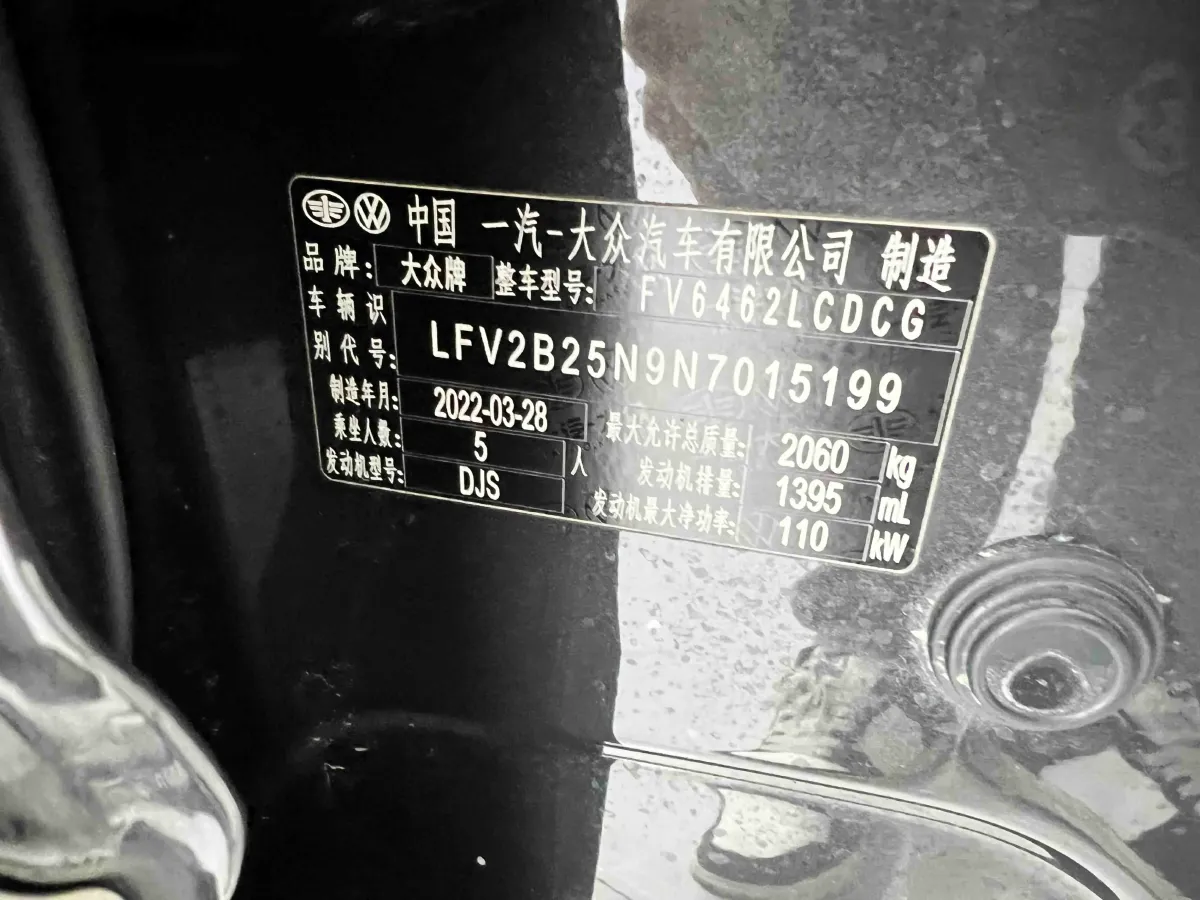 中国 一汽-大众汽车有限公司 制造
品牌: 大众牌 整车型号: FV6462LCDCG
车辆识别代号: LFV2B25N9N7015199
制造年月: 2022-03-28 最大允许总质量: 2060 kg
乘坐人数: 5 人 发动机排量: 1395 mL
发动机型号: DJS 发动机最大净功率: 110 kW